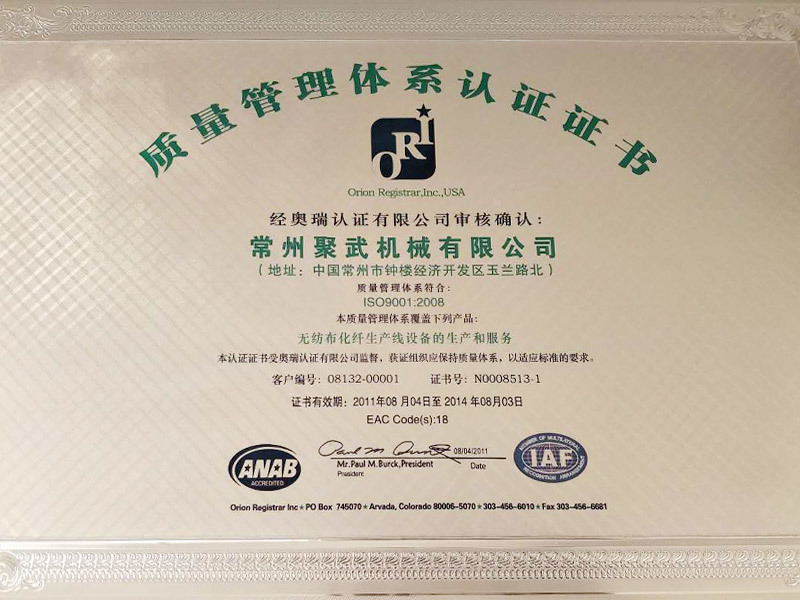 质量管理体系认证证书
ORi
Orion Registrar,Inc.,USA
经奥瑞认证有限公司审核确认：
常州聚武机械有限公司
（地址：中国常州市钟楼经济开发区玉兰路北）
质量管理体系符合：
ISO9001:2008
本质量管理体系覆盖下列产品：
无纺布化纤生产线设备的生产和服务
本认证证书受奥瑞认证有限公司监督，获证组织应保持质量体系，以适应标准的要求。
客户编号：08132-00001 证书号：N0008513-1
证书有效期：2011年08月04日至2014年08月03日
EAC Code(s):18
ANAB
ACCREDITED
08/04/2011
Mr.Paul M.Burck,President Date
President
MEMBER OF MULTILATERAL
IAF
RECOGNITION ARRANGEMENT
Orion Registrar Inc★PO Box 745070★Arvada, Colorado 80006-5070★303-456-6010★Fax 303-456-6681